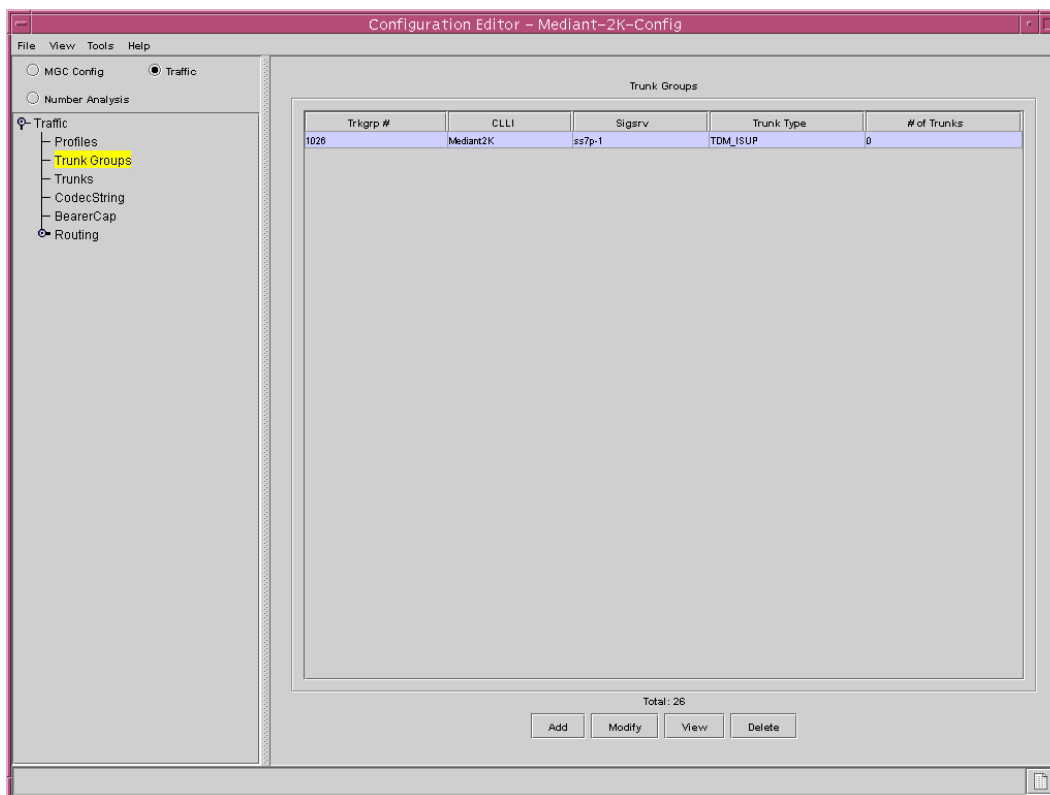 Configuration Editor – Mediant–2K–Config
File View Tools Help
MGC Config Traffic
Number Analysis
Traffic
Profiles
Trunk Groups
Trunks
CodecString
BearerCap
Routing
Trunk Groups
Trkgrp # CLLI Sigsrv Trunk Type # of Trunks
1026 Mediant2K ss7p-1 TDM_ISUP 0
Total: 26
Add Modify View Delete